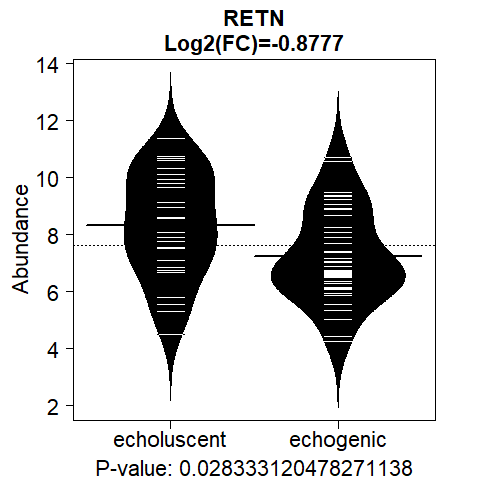 RETN
Log2(FC)=-0.8777
14
12
10
8
6
4
2
Abundance
echoluscent echogenic
P-value: 0.028333120478271138